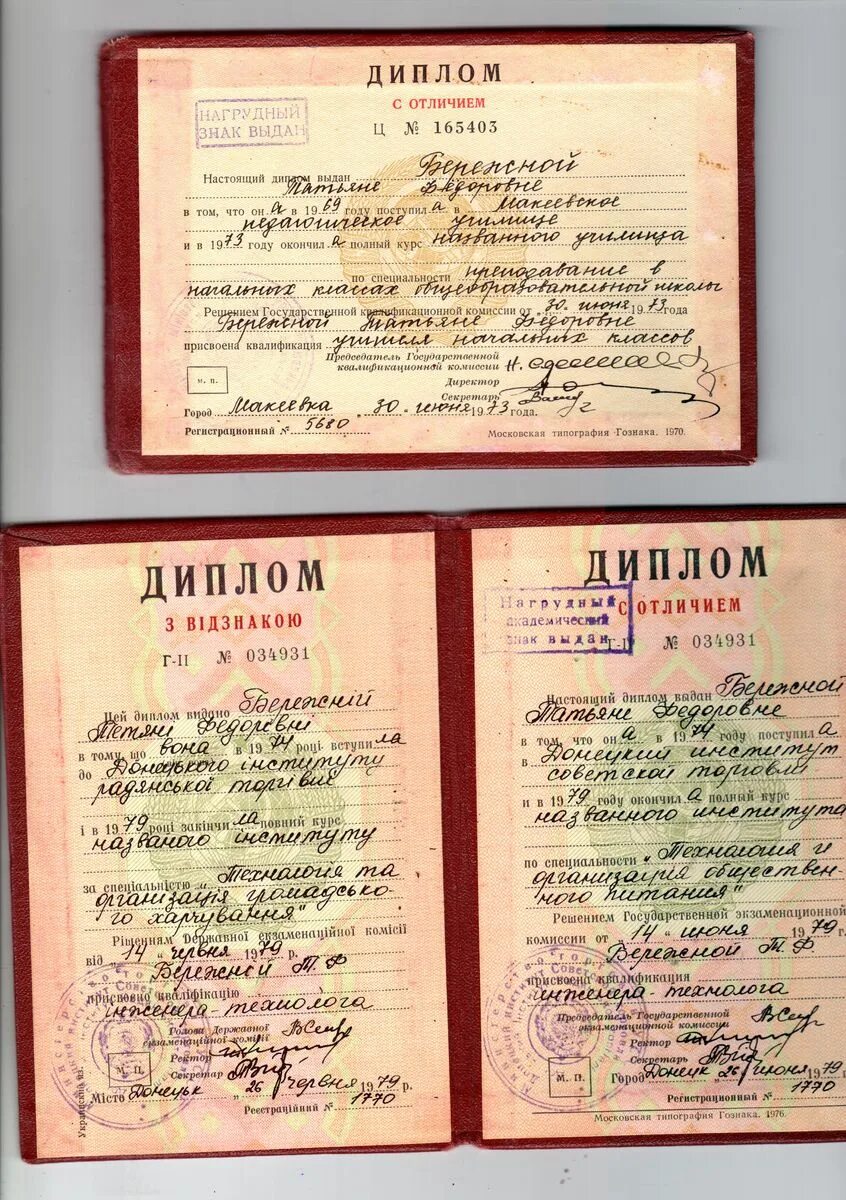 ДИПЛОМ
С ОТЛИЧИЕМ
НАГРУДНЫЙ
ЗНАК ВЫДАН
Ц № 165403
Настоящий диплом выдан Бережной
Татьяне Фёдоровне
в том, что она в 1969 году поступила в Макеевское
педагогическое училище
и в 1973 году окончила полный курс названного училища
по специальности преподавание в
начальных классах общеобразовательной школы
Решением Государственной квалификационной комиссии от 30 июня 1973 года
Бережной Татьяне Фёдоровне
присвоена квалификация учителя начальных классов
Председатель Государственной
квалификационной комиссии
Директор
М. П.
Секретарь
Город Макеевка 30 июня 1973 года.
Регистрационный № 5680
Московская типография Гознака. 1970.
ДИПЛОМ
З ВІДЗНАКОЮ
Г-II № 034931
Цей диплом видано Бережній
Тетяні Федорівні
в тому, що вона в 1974 році вступила
до Донецького інституту
радянської торгівлі
і в 1979 році закінчила повний курс
названого інституту
за спеціальністю „Технологія та
організація громадсько-
го харчування"
Рішенням Державної екзаменаційної комісії
від „14" червня 1979 р.
Бережній Т. Ф
присвоєно кваліфікацію
інженера-технолога
Голова Державної
екзаменаційної комісії
Ректор
Секретар
М. П.
Місто Донецьк „26" червня 1979 р.
Реєстраційний № 1770
Українською мовою
ДИПЛОМ
С ОТЛИЧИЕМ
Нагрудный
академический
знак выдан
Г-II № 034931
Настоящий диплом выдан Бережной
Татьяне Федоровне
в том, что она в 1974 году поступила
в Донецкий институт
советской торговли
и в 1979 году окончила полный курс
названного института
по специальности „Технология и
организация обществен-
ного питания"
Решением Государственной экзаменационной
комиссии от „14" июня 1979 г.
Бережной Т. Ф
присвоена квалификация
инженера-технолога
Председатель Государственной
экзаменационной комиссии
Ректор
Секретарь
М. П.
Город Донецк „26" июня 1979 г.
Регистрационный № 1770
Московская типография Гознака. 1976.